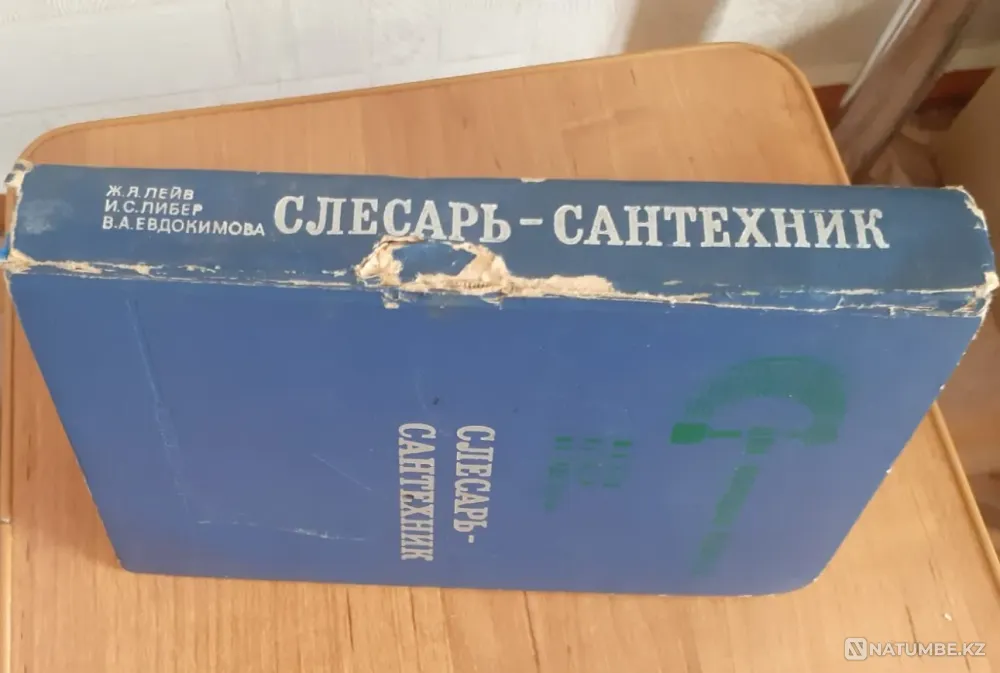 Ж.Я.ЛЕЙВ
И.С.ЛИБЕР
В.А.ЕВДОКИМОВА
СЛЕСАРЬ-САНТЕХНИК
СЛЕСАРЬ-
САНТЕХНИК
NATUMBE.KZ